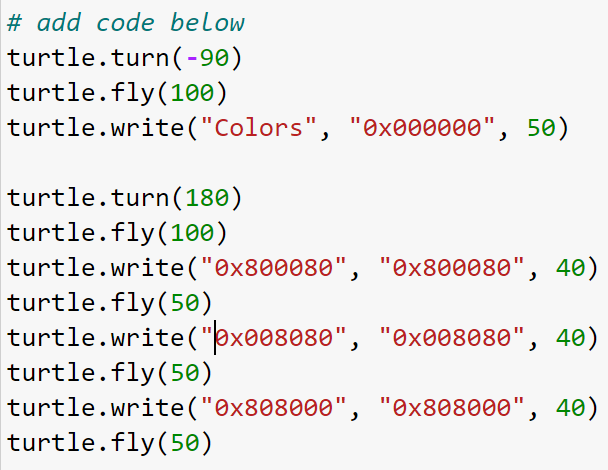 # add code below
turtle.turn(-90)
turtle.fly(100)
turtle.write("Colors", "0x000000", 50)
turtle.turn(180)
turtle.fly(100)
turtle.write("0x800080", "0x800080", 40)
turtle.fly(50)
turtle.write("0x008080", "0x008080", 40)
turtle.fly(50)
turtle.write("0x808000", "0x808000", 40)
turtle.fly(50)